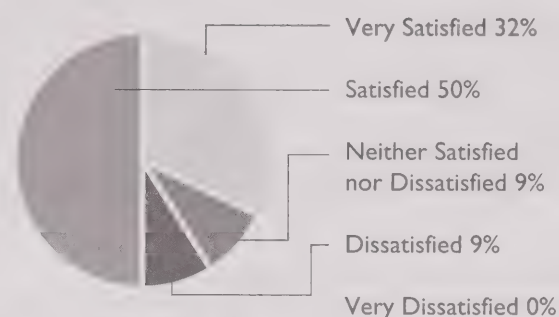 Very Satisfied 32%
Satisfied 50%
Neither Satisfied
nor Dissatisfied 9%
Dissatisfied 9%
Very Dissatisfied 0%